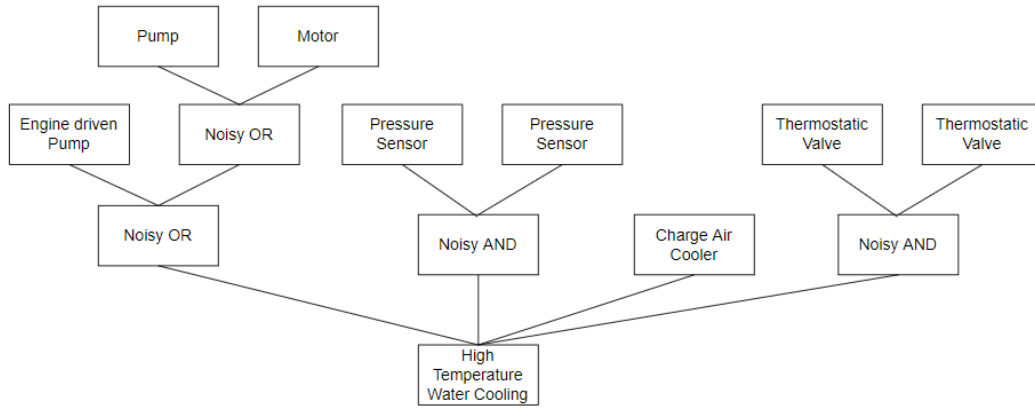 Pump
Motor
Engine driven
Pump
Noisy OR
Pressure
Sensor
Pressure
Sensor
Thermostatic
Valve
Thermostatic
Valve
Noisy OR
Noisy AND
Charge Air
Cooler
Noisy AND
High
Temperature
Water Cooling